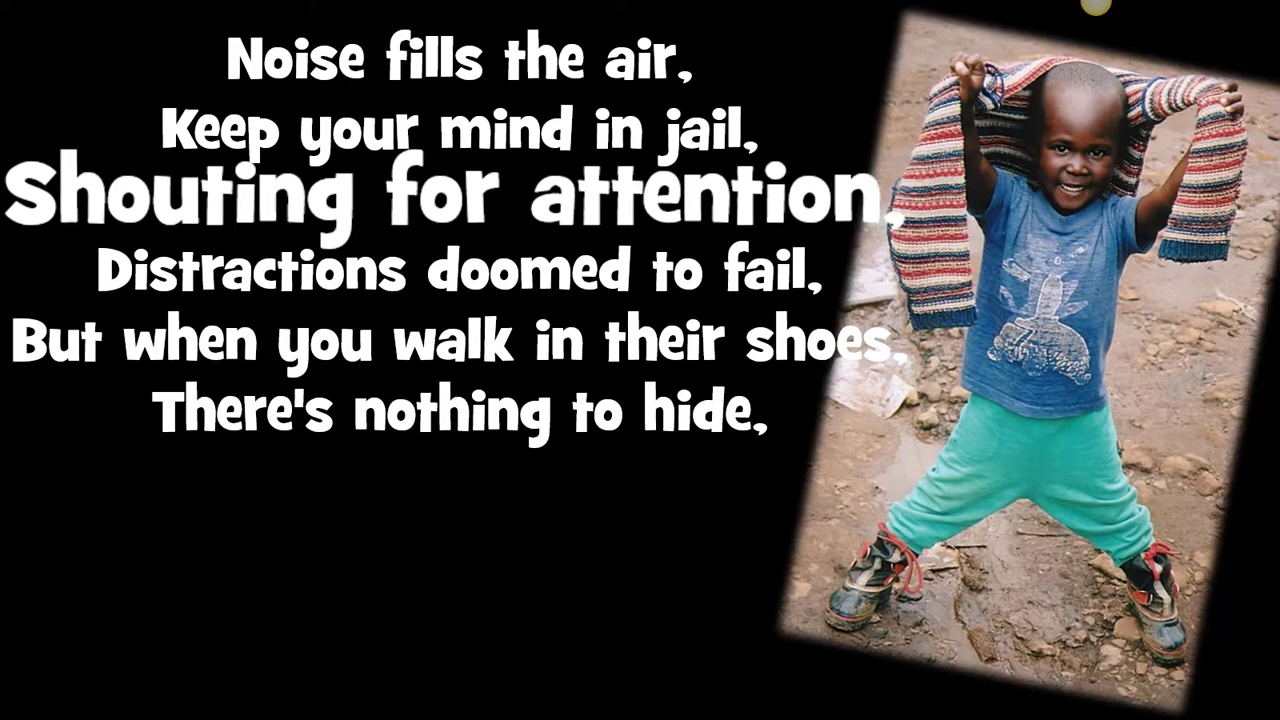 Noise fills the air,
Keep your mind in jail,
Shouting for attention,
Distractions doomed to fail,
But when you walk in their shoes,
There's nothing to hide,